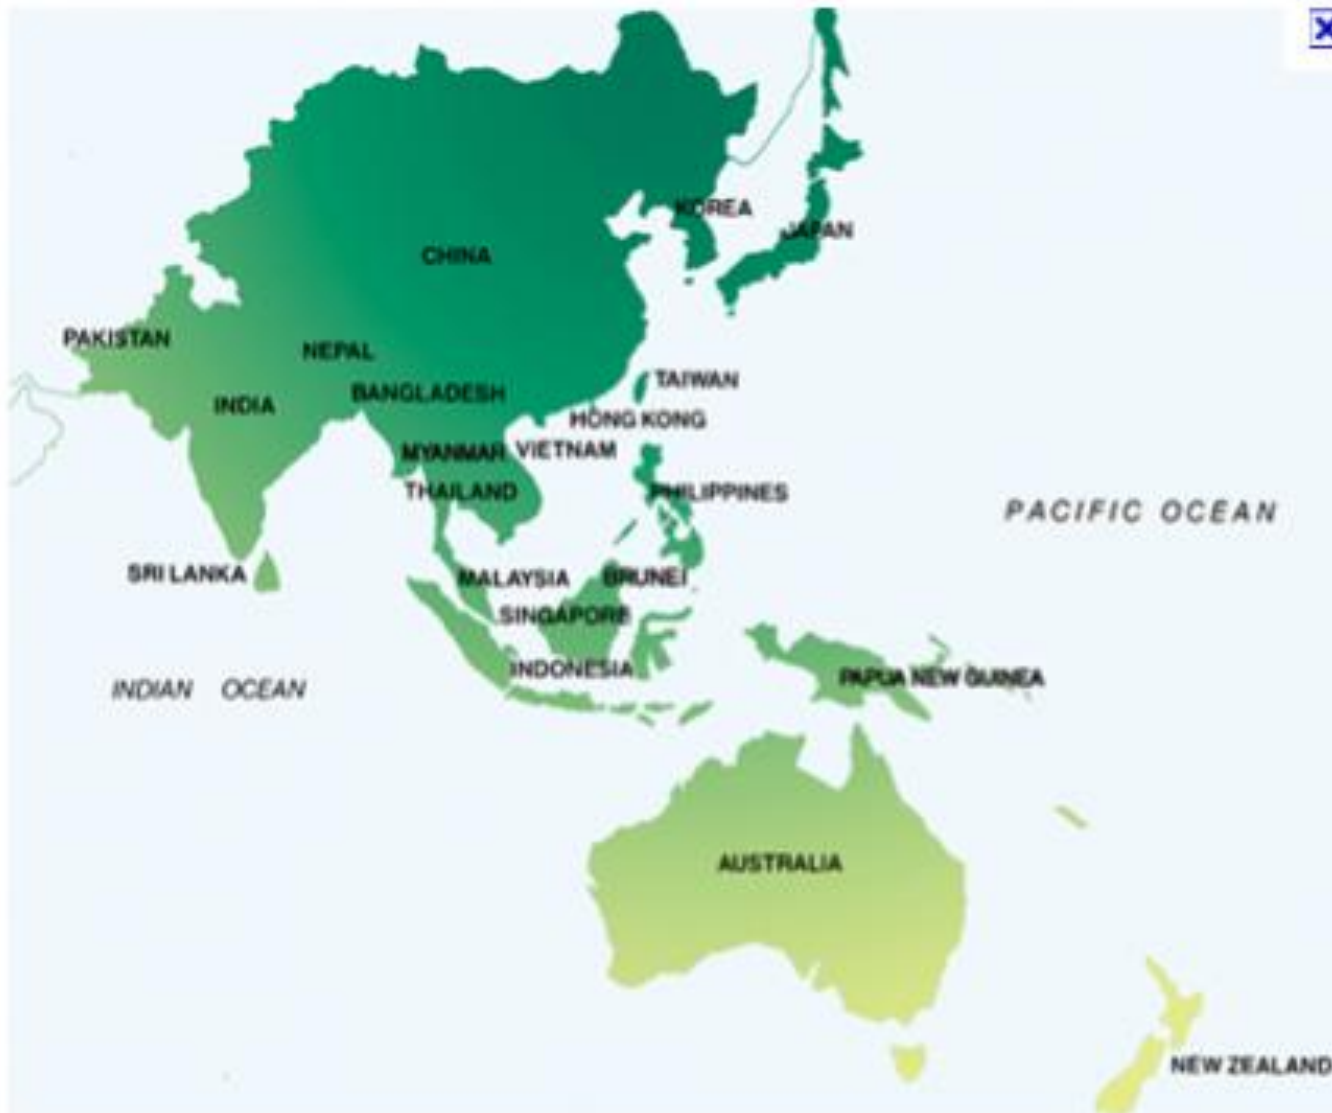 KOREA
JAPAN
CHINA
PAKISTAN
NEPAL
TAIWAN
BANGLADESH
INDIA
HONG KONG
MYANMAR
VIETNAM
THAILAND
PHILIPPINES
PACIFIC OCEAN
SRI LANKA
MALAYSIA
BRUNEI
SINGAPORE
INDONESIA
PAPUA NEW GUINEA
INDIAN OCEAN
AUSTRALIA
NEW ZEALAND